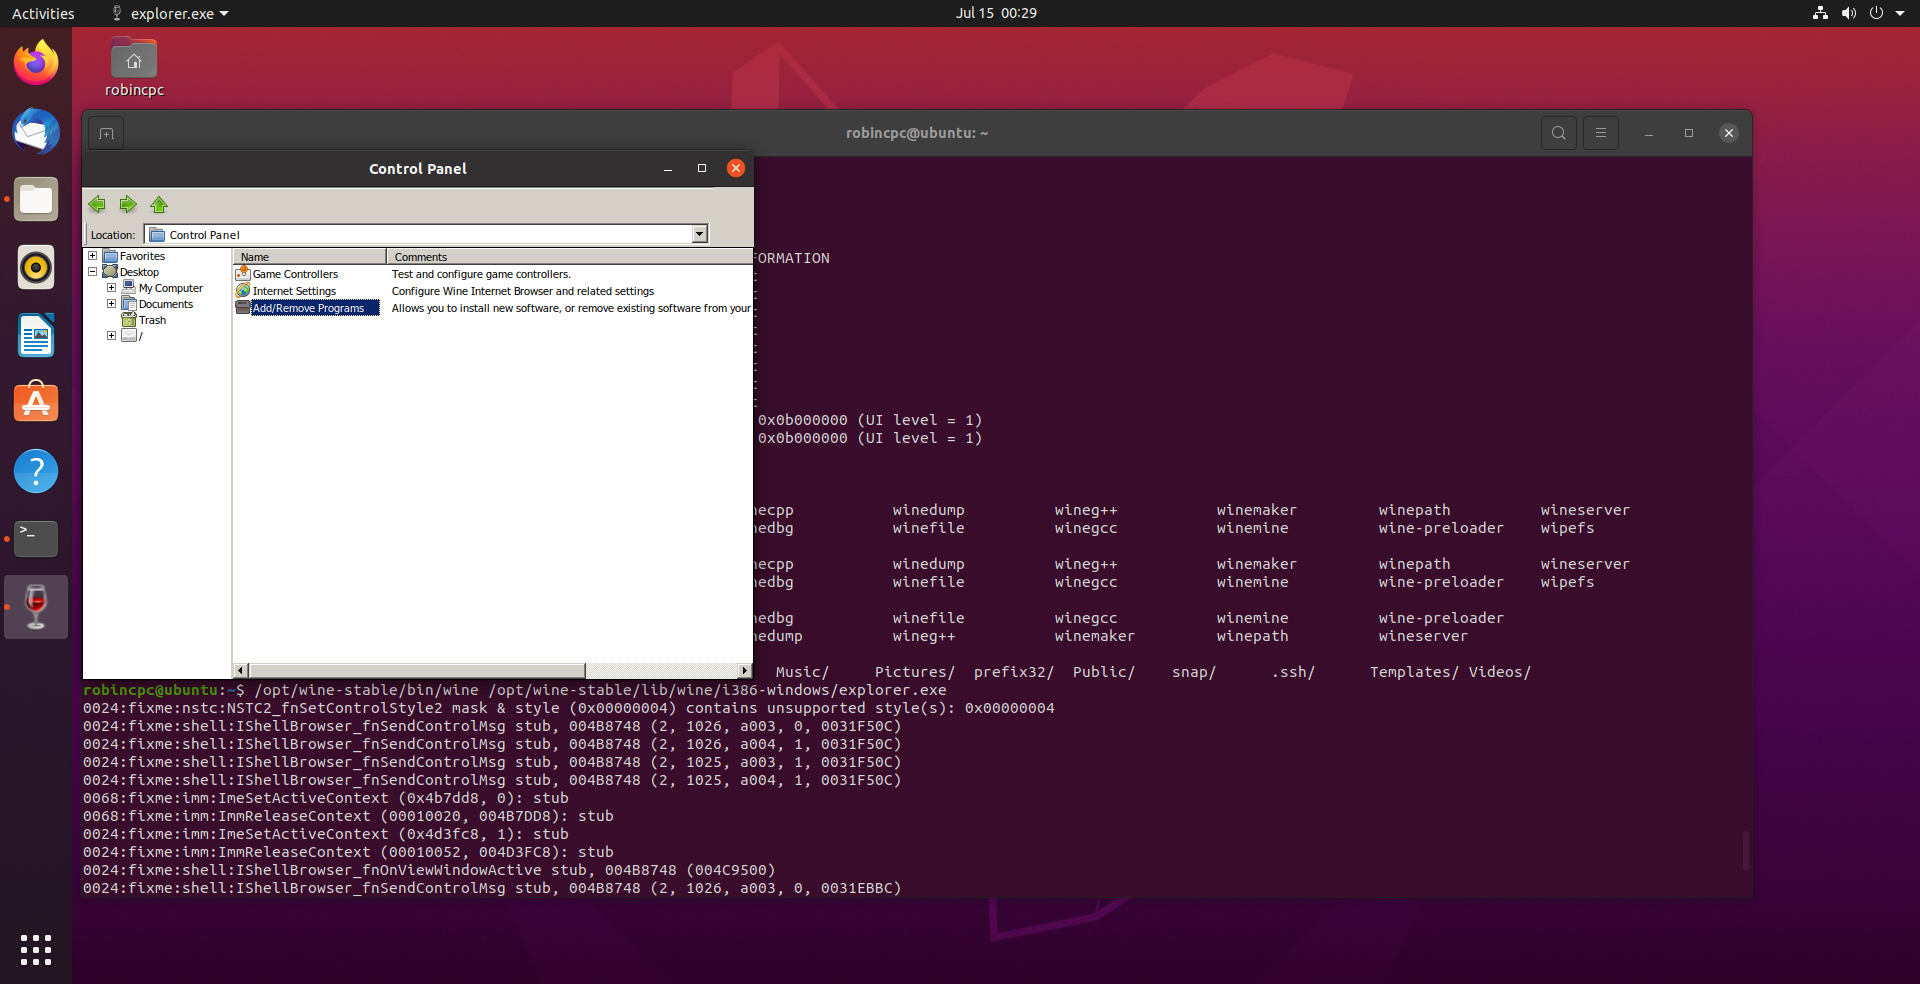 Activities
explorer.exe
Jul 15 00:29
robincpc
robincpc@ubuntu: ~
Control Panel
Location:
Control Panel
Favorites
Desktop
My Computer
Documents
Trash
/
Name Comments
Game Controllers Test and configure game controllers.
Internet Settings Configure Wine Internet Browser and related settings
Add/Remove Programs Allows you to install new software, or remove existing software from your
FORMATION
0x0b000000 (UI level = 1)
0x0b000000 (UI level = 1)
necpp winedump wineg++ winemaker winepath wineserver
nedbg winefile winegcc winemine wine-preloader wipefs
necpp winedump wineg++ winemaker winepath wineserver
nedbg winefile winegcc winemine wine-preloader wipefs
nedbg winefile winegcc winemine wine-preloader
nedump wineg++ winemaker winepath wineserver
Music/ Pictures/ prefix32/ Public/ snap/ .ssh/ Templates/ Videos/
robincpc@ubuntu:~$ /opt/wine-stable/bin/wine /opt/wine-stable/lib/wine/i386-windows/explorer.exe
0024:fixme:nstc:NSTC2_fnSetControlStyle2 mask & style (0x00000004) contains unsupported style(s): 0x00000004
0024:fixme:shell:IShellBrowser_fnSendControlMsg stub, 004B8748 (2, 1026, a003, 0, 0031F50C)
0024:fixme:shell:IShellBrowser_fnSendControlMsg stub, 004B8748 (2, 1026, a004, 1, 0031F50C)
0024:fixme:shell:IShellBrowser_fnSendControlMsg stub, 004B8748 (2, 1025, a003, 1, 0031F50C)
0024:fixme:shell:IShellBrowser_fnSendControlMsg stub, 004B8748 (2, 1025, a004, 1, 0031F50C)
0068:fixme:imm:ImeSetActiveContext (0x4b7dd8, 0): stub
0068:fixme:imm:ImmReleaseContext (00010020, 004B7DD8): stub
0024:fixme:imm:ImeSetActiveContext (0x4d3fc8, 1): stub
0024:fixme:imm:ImmReleaseContext (00010052, 004D3FC8): stub
0024:fixme:shell:IShellBrowser_fnOnViewWindowActive stub, 004B8748 (004C9500)
0024:fixme:shell:IShellBrowser_fnSendControlMsg stub, 004B8748 (2, 1026, a003, 0, 0031EBBC)